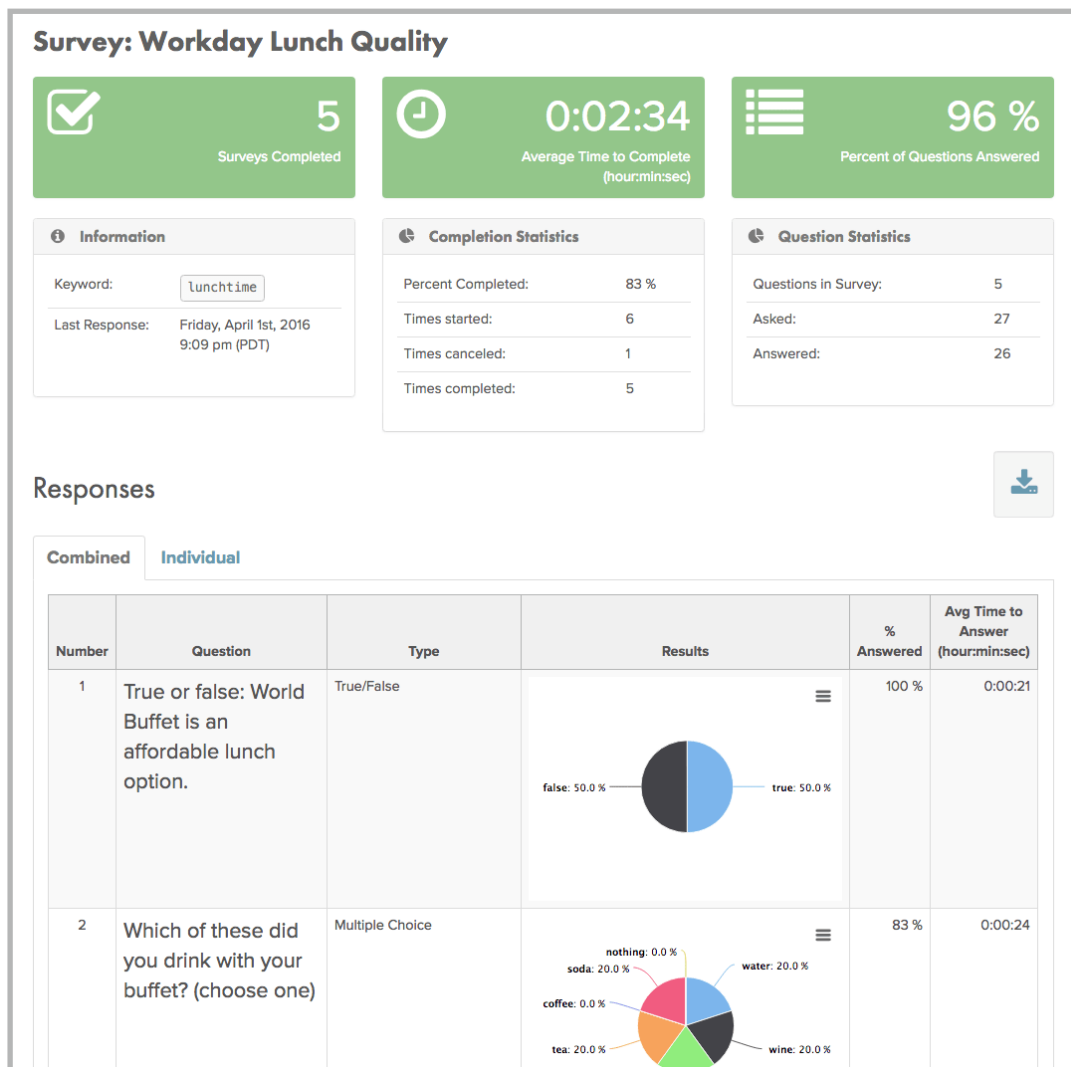 Survey: Workday Lunch Quality
5
Surveys Completed
0:02:34
Average Time to Complete
(hour:min:sec)
96 %
Percent of Questions Answered
Information
Keyword: lunchtime
Last Response: Friday, April 1st, 2016
9:09 pm (PDT)
Completion Statistics
Percent Completed: 83 %
Times started: 6
Times canceled: 1
Times completed: 5
Question Statistics
Questions in Survey: 5
Asked: 27
Answered: 26
Responses
Combined Individual
Number
Question
Type
Results
%
Answered
Avg Time to
Answer
(hour:min:sec)
1
True or false: World
Buffet is an
affordable lunch
option.
True/False
false: 50.0 %
true: 50.0 %
100 %
0:00:21
2
Which of these did
you drink with your
buffet? (choose one)
Multiple Choice
nothing: 0.0 %
soda: 20.0 %
water: 20.0 %
coffee: 0.0 %
tea: 20.0 %
wine: 20.0 %
83 %
0:00:24